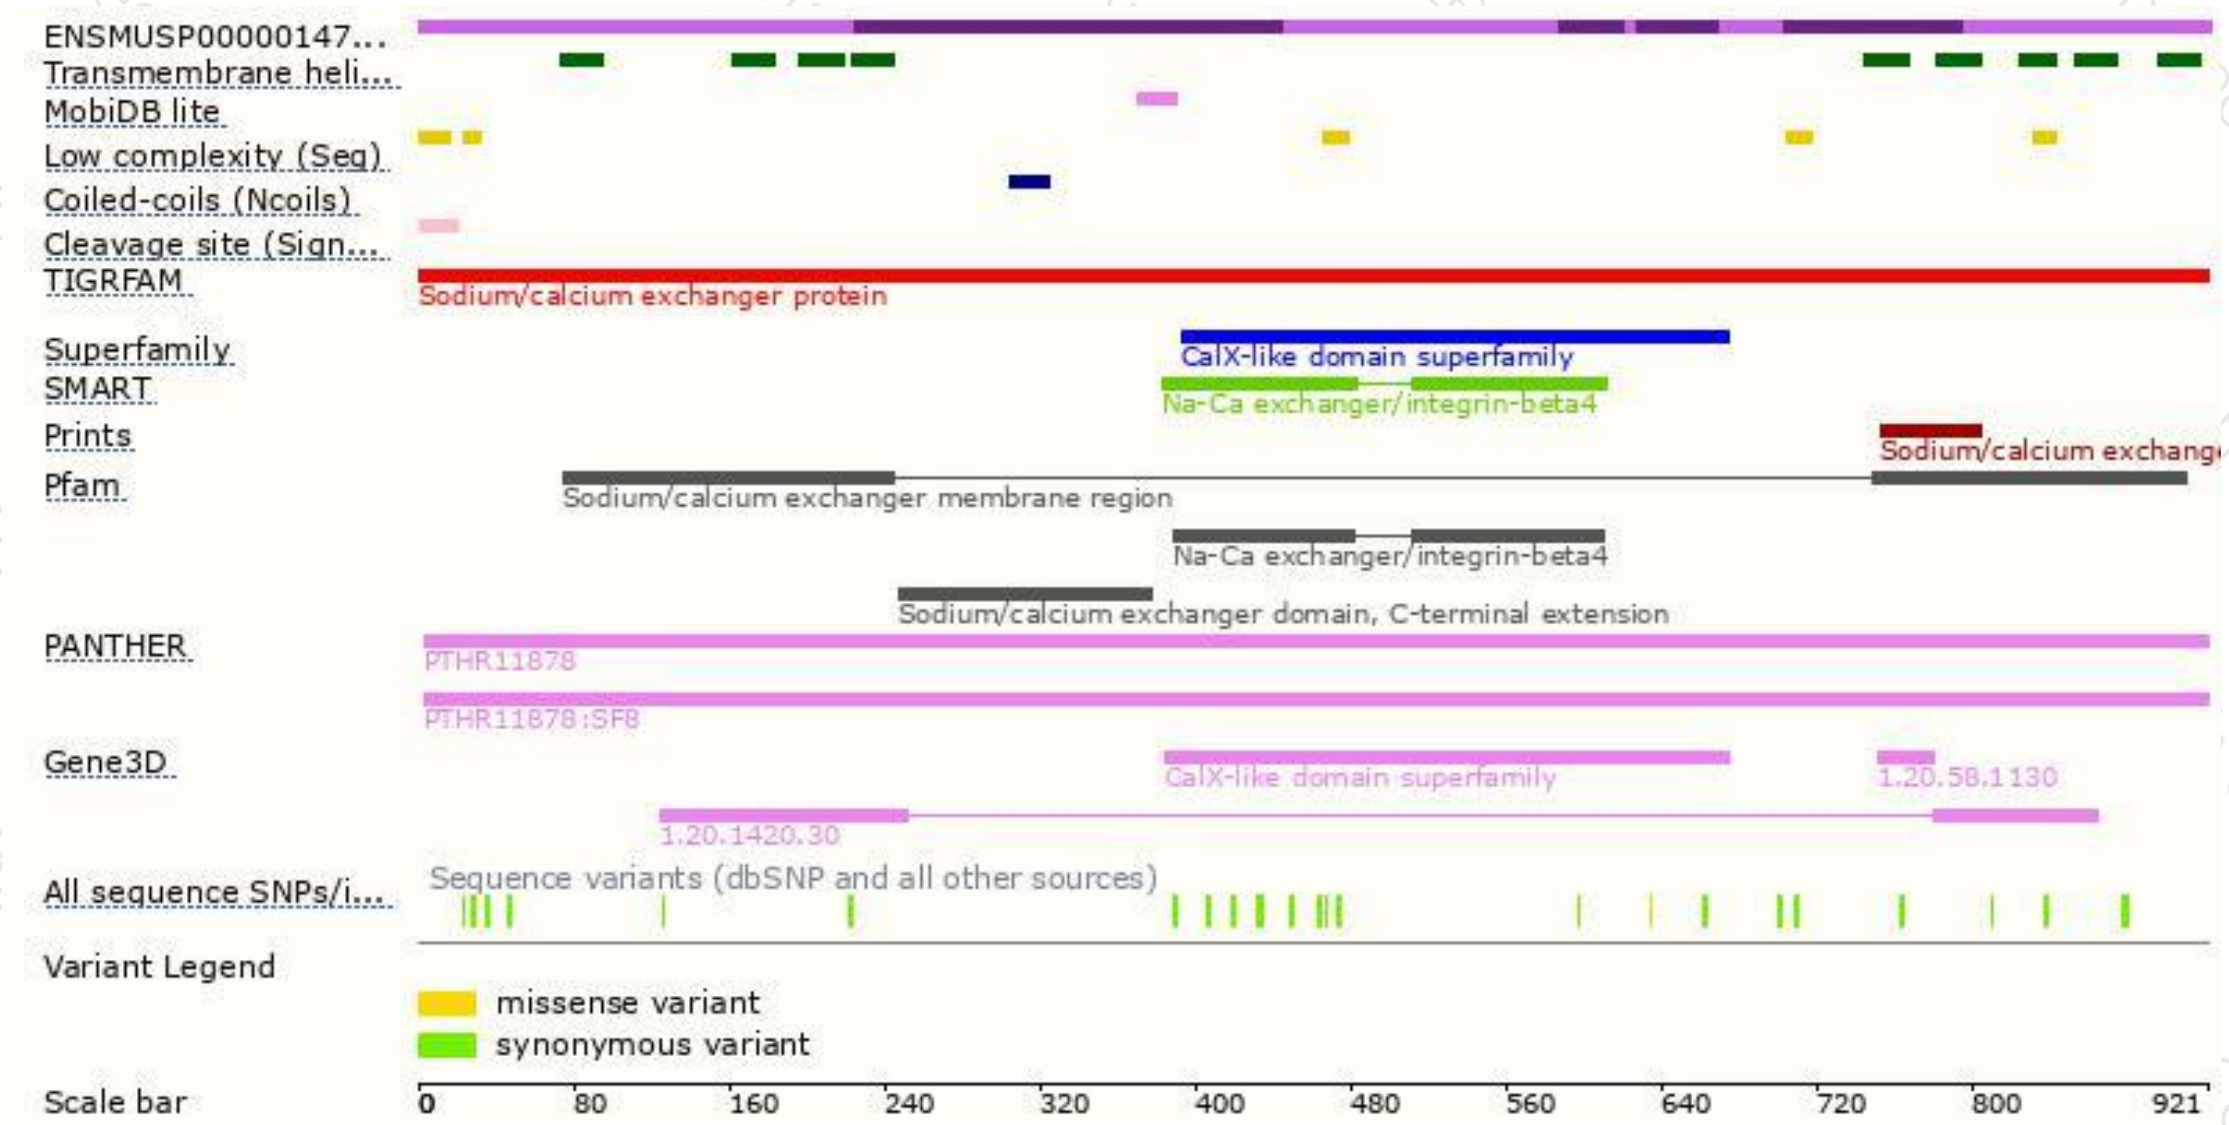 ENSMUSP00000147...
Transmembrane heli...
MobiDB lite
Low complexity (Seg)
Coiled-coils (Ncoils)
Cleavage site (Sign...
TIGRFAM
Sodium/calcium exchanger protein
Superfamily
CalX-like domain superfamily
SMART
Na-Ca exchanger/integrin-beta4
Prints
Sodium/calcium exchang
Pfam
Sodium/calcium exchanger membrane region
Na-Ca exchanger/integrin-beta4
Sodium/calcium exchanger domain, C-terminal extension
PANTHER
PTHR11878
PTHR11878:SF8
Gene3D
CalX-like domain superfamily 1.20.58.1130
1.20.1420.30
Sequence variants (dbSNP and all other sources)
All sequence SNPs/i...
Variant Legend
missense variant
synonymous variant
Scale bar 0 80 160 240 320 400 480 560 640 720 800 921